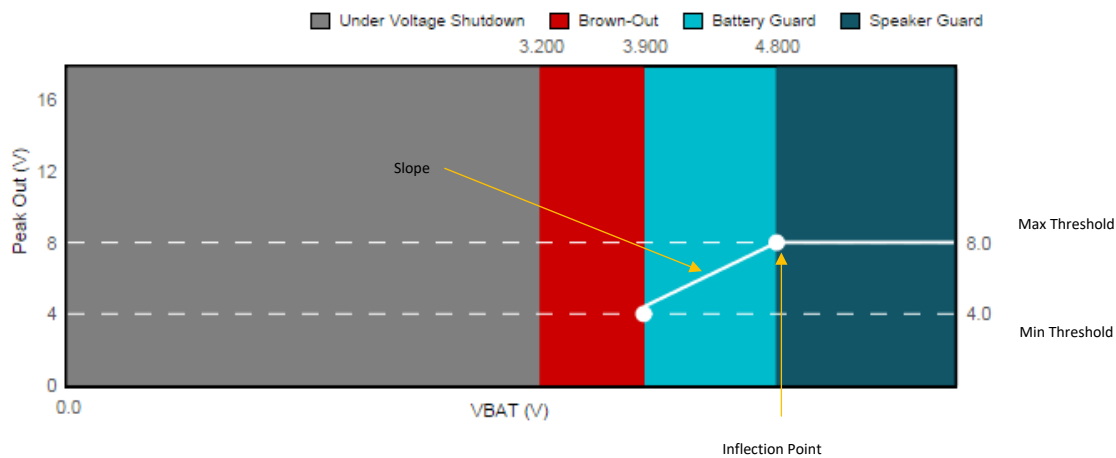 Under Voltage Shutdown Brown-Out Battery Guard Speaker Guard
3.200 3.900 4.800
16
12
8
4
0
Peak Out (V)
Slope
8.0
Max Threshold
4.0
Min Threshold
0.0
VBAT (V)
Inflection Point